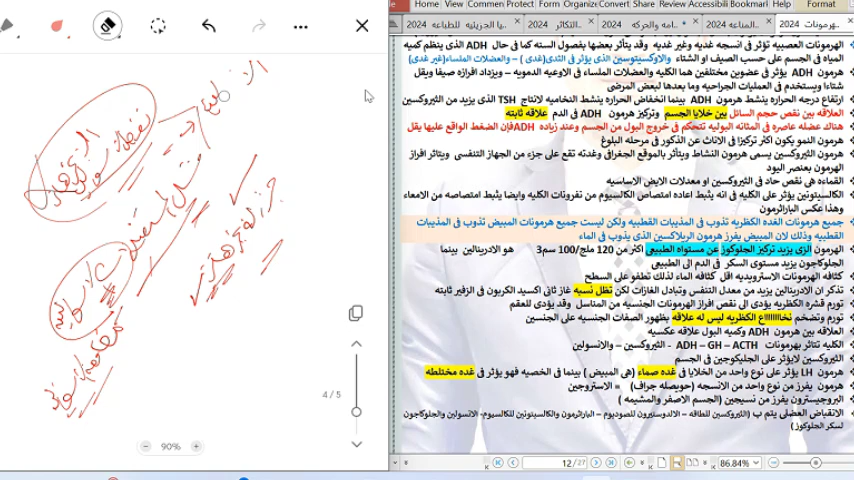 Home View Commen Protect Form Organize Convert Share Review Accessibili Bookmark Help
Format
هرمونات 2024
المناعه 2024
امه والحركه 2024
التكاثر 2024
يا الجزيئيه للطباعه 2024
الهرمونات العصبيه تؤثر فى انسجه غديه وغير غديه وقد يتأثر بعضها بفصول السنه كما فى حال ADH الذى ينظم كميه
المياه فى الجسم على حسب الصيف او الشتاء والاوكسيتوسين الذى يؤثر فى الثدى(غدى) – والعضلات الملساء(غير غدى)
هرمون ADH يؤثر فى عضوين مختلفين هما الكليه والعضلات الملساء فى الاوعيه الدمويه – ويزداد افرازه صيفا ويقل
شتاءا ويستخدم فى العمليات الجراحيه وما بعدها لبعض المرضى
ارتفاع درجه الحراره ينشط هرمون ADH بينما انخفاض الحراره ينشط النخاميه لانتاج TSH الذى يزيد من الثيروكسين
العلاقه بين نقص حجم السائل بين خلايا الجسم وتركيز هرمون ADH فى الدم علاقه ثابته
هناك عضله عاصره فى المثانه البوليه تتحكم فى خروج البول من الجسم وعند زياده ADH فإن الضغط الواقع عليها يقل
هرمون النمو يكون اكثر تركيزا فى الاناث عن الذكور فى مرحله البلوغ
هرمون الثيروكسين يسمى هرمون النشاط ويتأثر بالموقع الجغرافى وغدته تقع على جزء من الجهاز التنفسى ويتأثر افراز
الهرمون بعنصر اليود
القماءه هى نقص حاد فى الثيروكسين او معدلات الايض الاساسيه
الكالسيتونين يؤثر على الكليه فى انه يثبط اعاده امتصاص الكالسيوم من نفرونات الكليه وايضا يثبط امتصاصه من الامعاء
وهذا عكس الباراثرمون
جميع هرمونات الغده الكظريه تذوب فى المذيبات القطبيه ولكن ليست جميع هرمونات المبيض تذوب فى المذيبات
القطبيه وذلك لان المبيض يفرز هرمون الريلاكسين الذى يذوب فى الماء
الهرمون الزى يزيد تركيز الجلوكوز عن مستواه الطبيعى اكثر من 120 ملج/100 سم3 هو الادرينالين بينما
الجلوكاجون يزيد مستوى السكر فى الدم الى الطبيعى
كثافه الهرمونات الاسترويديه اقل كثافه الماء لذلك تطفو على السطح
تذكر ان الادرينالين يزيد من معدل التنفس وتبادل الغازات لكن تظل نسبه غاز ثانى اكسيد الكربون فى الزفير ثابته
تورم قشره الكظريه يؤدى الى نقص افراز الهرمونات الجنسيه من المناسل وقد يؤدى للعقم
تورم وتضخم نخااااااع الكظريه ليس له علاقه بظهور الصفات الجنسيه على الجنسين
العلاقه بين هرمون ADH وكميه البول علاقه عكسيه
الكليه تتأثر بهرمونات ADH – GH – ACTH - الثيروكسين – والانسولين
الثيروكسين لايؤثر على الجليكوجين فى الجسم
هرمون LH يؤثر على نوع واحد من الخلايا فى غده صماء (هى المبيض) بينما فى الخصيه فهو يؤثر فى غده مختلطه
هرمون يفرز من نوع واحد من الانسجه (حويصله جراف) = الاستروجين
البروجيسترون يفرز من نسيجين (الجسم الاصفر والمشيمه)
الانقباض العضلى يتم ب (الثيروكسين للطاقه – الالدوستيرون للصوديوم – الباراثرمون والكالسيتونين للكالسيوم- الانسولين والجلوكاجون
لسكر الجلوكوز)
4 / 5
90%
12 / 27
86.84%